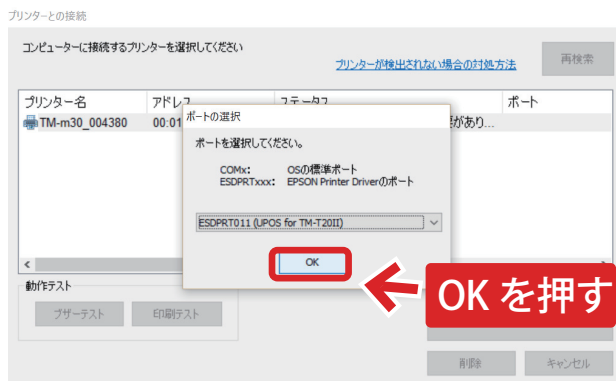 プリンターとの接続
コンピューターに接続するプリンターを選択してください
プリンターが検出されない場合の対処方法
再検索
プリンター名 アドレス ステータス ポート
TM-m30_004380 00:01 要があり...
ポートの選択
ポートを選択してください。
COMx: OSの標準ポート
ESDPRTxxx: EPSON Printer Driverのポート
ESDPRT011 (UPOS for TM-T20II)
OK
OK を押す
動作テスト
ブザーテスト 印刷テスト
削除 キャンセル